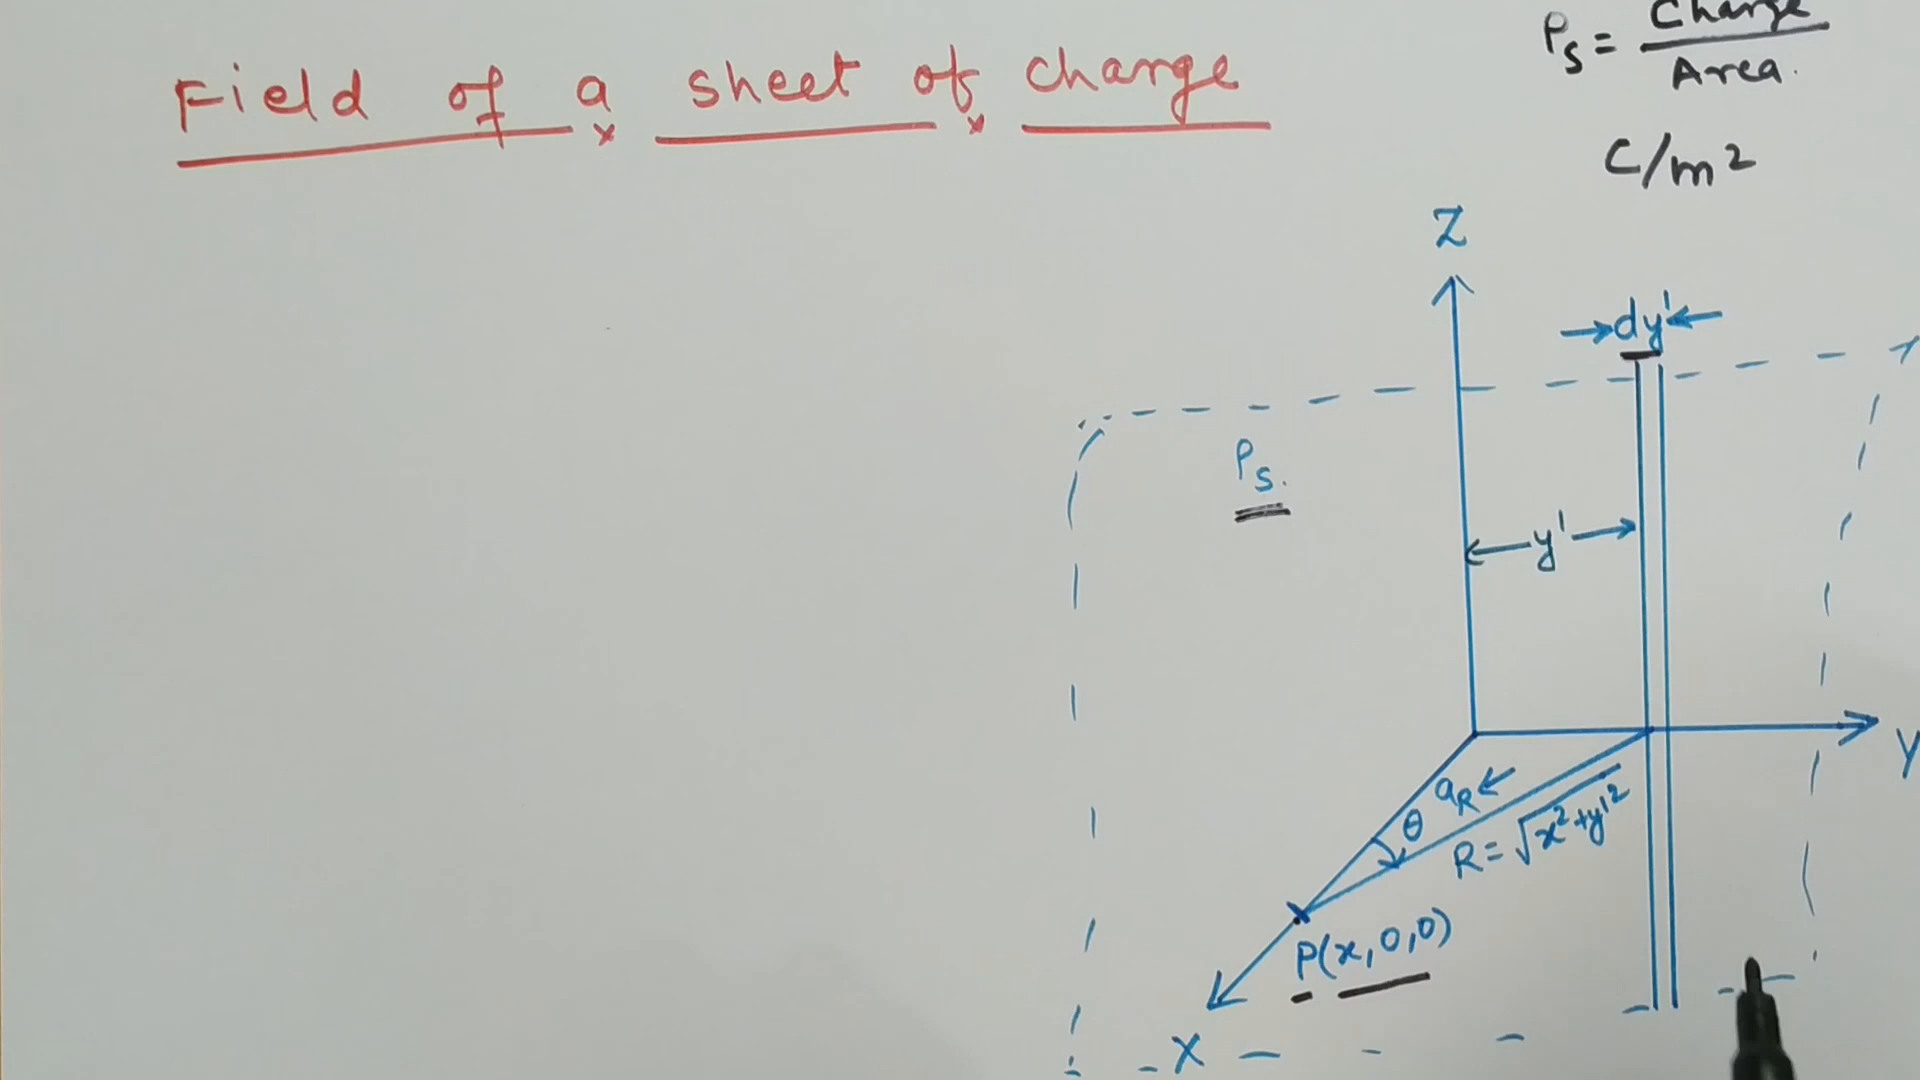 Field of a sheet of charge
ρs = Charge / Area.
C/m²
Z
dy'
ρs.
y'
Y
aR
θ
R = √x²+y'²
P(x,0,0)
X